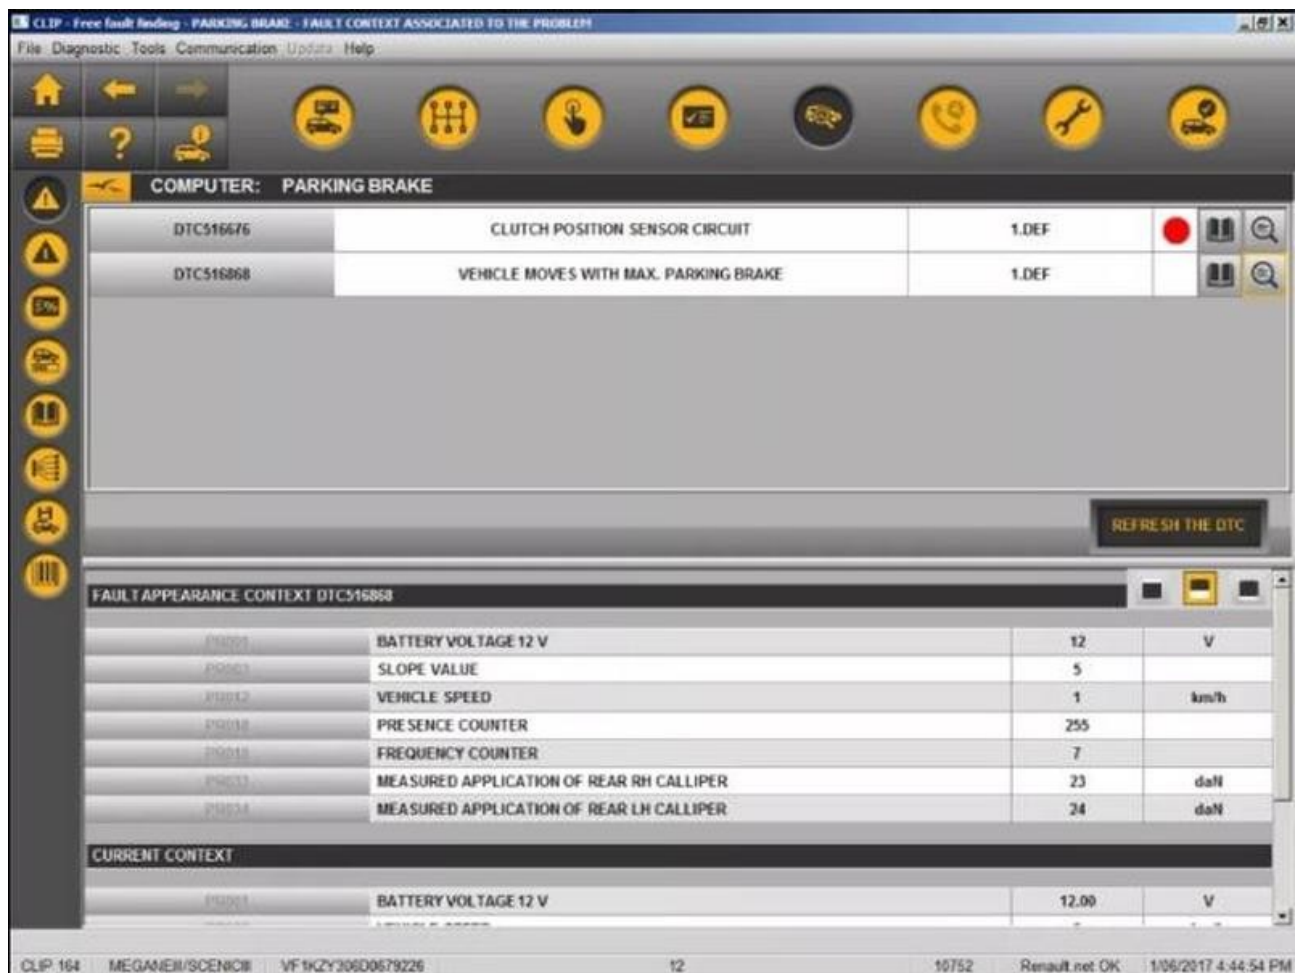 CLIP - Free fault finding - PARKING BRAKE - FAULT CONTEXT ASSOCIATED TO THE PROBLEM
File Diagnostic Tools Communication Update Help
COMPUTER: PARKING BRAKE
DTC516676 CLUTCH POSITION SENSOR CIRCUIT 1.DEF
DTC516868 VEHICLE MOVES WITH MAX. PARKING BRAKE 1.DEF
5%
REFRESH THE DTC
FAULT APPEARANCE CONTEXT DTC516868
PR001 BATTERY VOLTAGE 12 V 12 V
SLOPE VALUE 5
PR012 VEHICLE SPEED 1 km/h
PRESENCE COUNTER 255
FREQUENCY COUNTER 7
MEASURED APPLICATION OF REAR RH CALLIPER 23 daN
PR034 MEASURED APPLICATION OF REAR LH CALLIPER 24 daN
CURRENT CONTEXT
PR001 BATTERY VOLTAGE 12 V 12.00 V
CLIP 164 MEGANEIII/SCENICIII VF1KZY306D0679226 12 10752 Renault.net OK 1/06/2017 4:44:54 PM